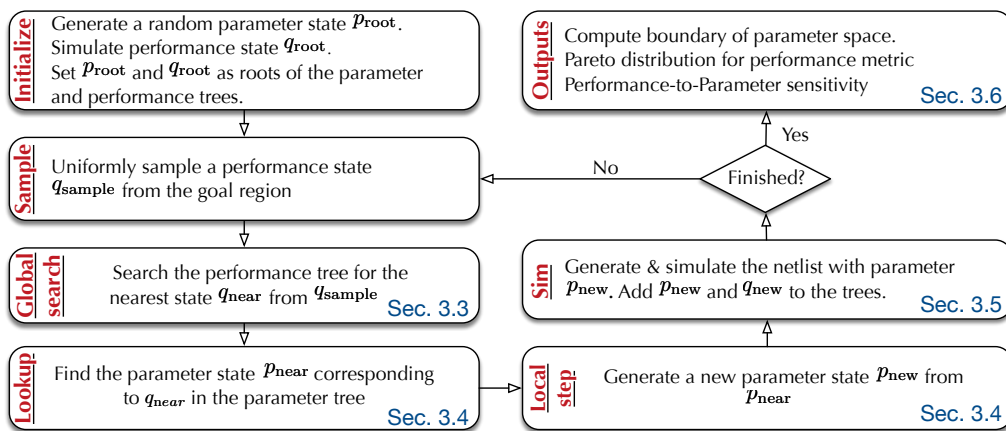 Initialize
Generate a random parameter state p_root.
Simulate performance state q_root.
Set p_root and q_root as roots of the parameter
and performance trees.
Sample
Uniformly sample a performance state
q_sample from the goal region
Global
search
Search the performance tree for the
nearest state q_near from q_sample
Sec. 3.3
Lookup
Find the parameter state p_near corresponding
to q_near in the parameter tree
Sec. 3.4
Local
step
Generate a new parameter state p_new from
p_near
Sec. 3.4
Sim
Generate & simulate the netlist with parameter
p_new. Add p_new and q_new to the trees.
Sec. 3.5
Finished?
No
Yes
Outputs
Compute boundary of parameter space.
Pareto distribution for performance metric
Performance-to-Parameter sensitivity
Sec. 3.6